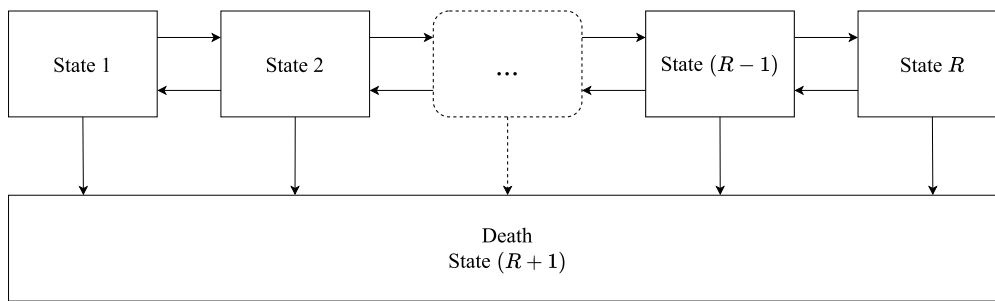 State 1
State 2
...
State (R − 1)
State R
Death
State (R + 1)